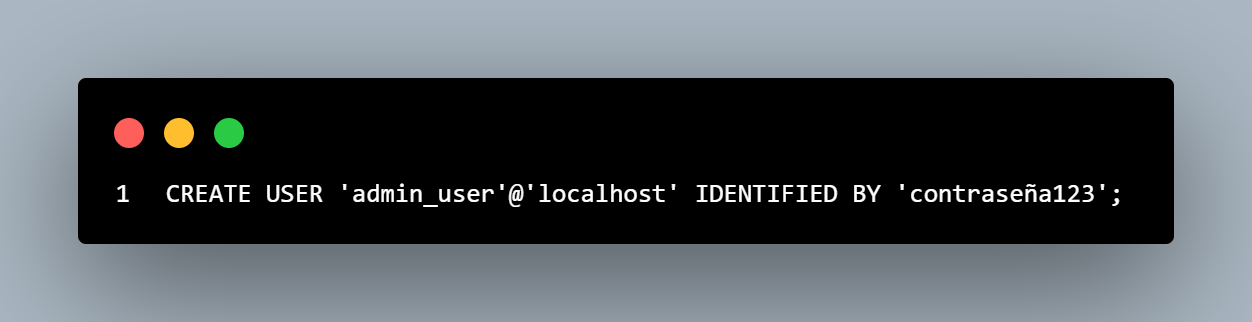 1 CREATE USER 'admin_user'@'localhost' IDENTIFIED BY 'contraseña123';